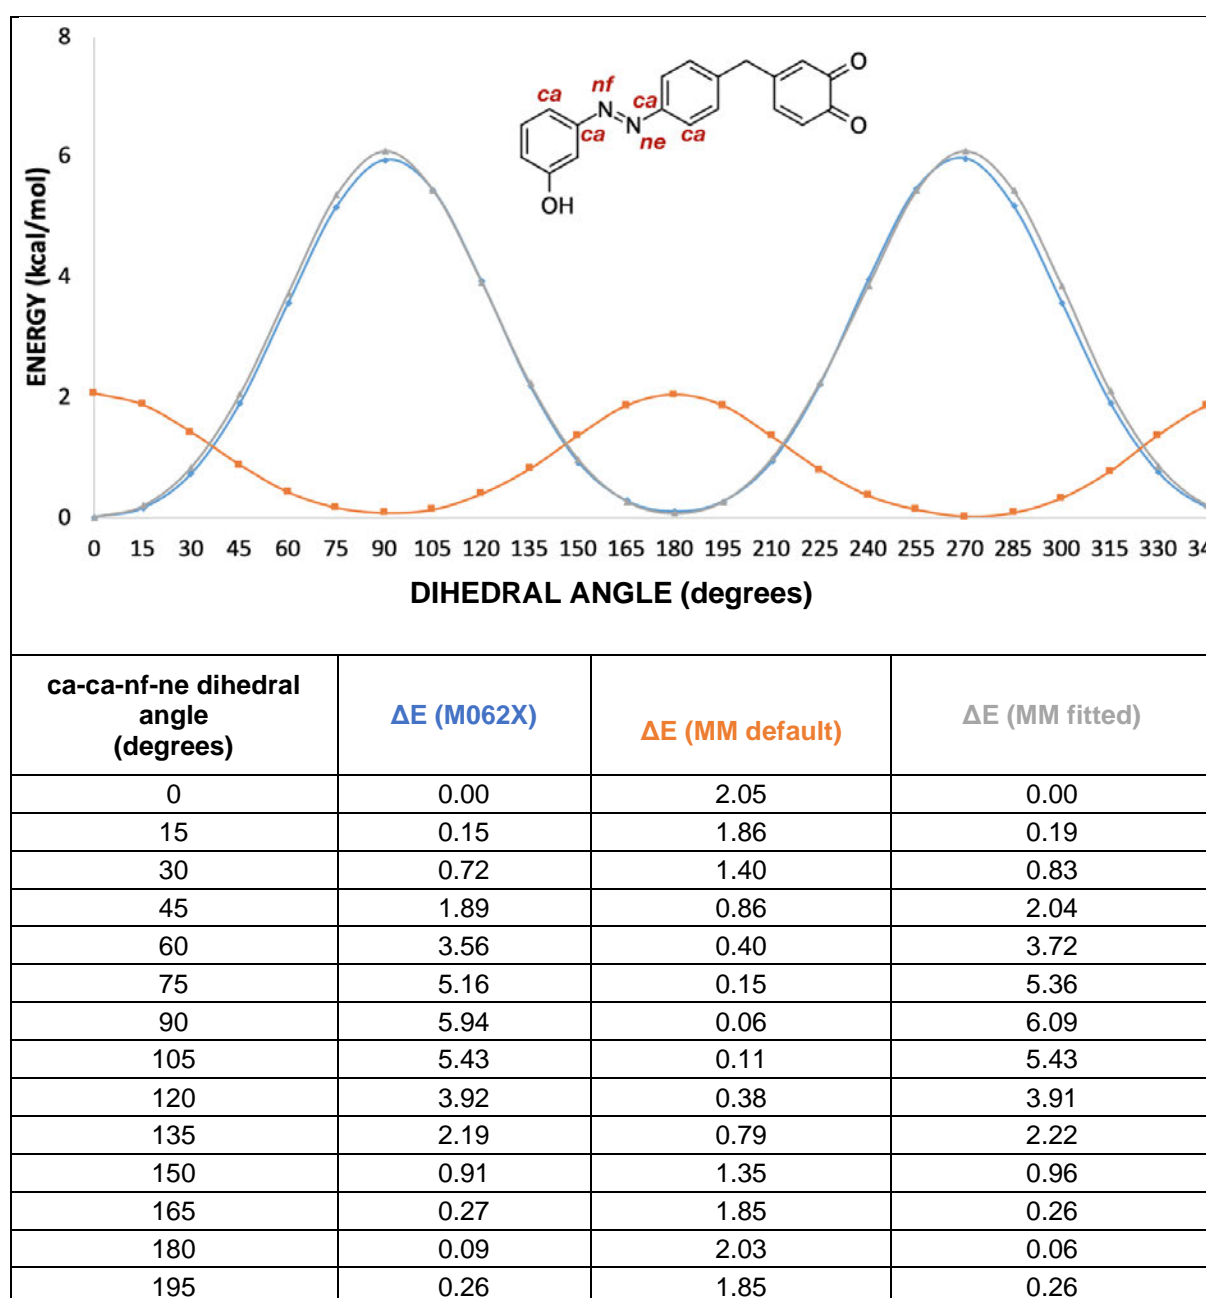 8
6
4
2
0
ENERGY (kcal/mol)
ca
nf
N
ca
N
ne
ca
ca
OH
O
O
0 15 30 45 60 75 90 105 120 135 150 165 180 195 210 225 240 255 270 285 300 315 330
DIHEDRAL ANGLE (degrees)
ca-ca-nf-ne dihedral
angle
(degrees)
ΔE (M062X)
ΔE (MM default)
ΔE (MM fitted)
0 0.00 2.05 0.00
15 0.15 1.86 0.19
30 0.72 1.40 0.83
45 1.89 0.86 2.04
60 3.56 0.40 3.72
75 5.16 0.15 5.36
90 5.94 0.06 6.09
105 5.43 0.11 5.43
120 3.92 0.38 3.91
135 2.19 0.79 2.22
150 0.91 1.35 0.96
165 0.27 1.85 0.26
180 0.09 2.03 0.06
195 0.26 1.85 0.26